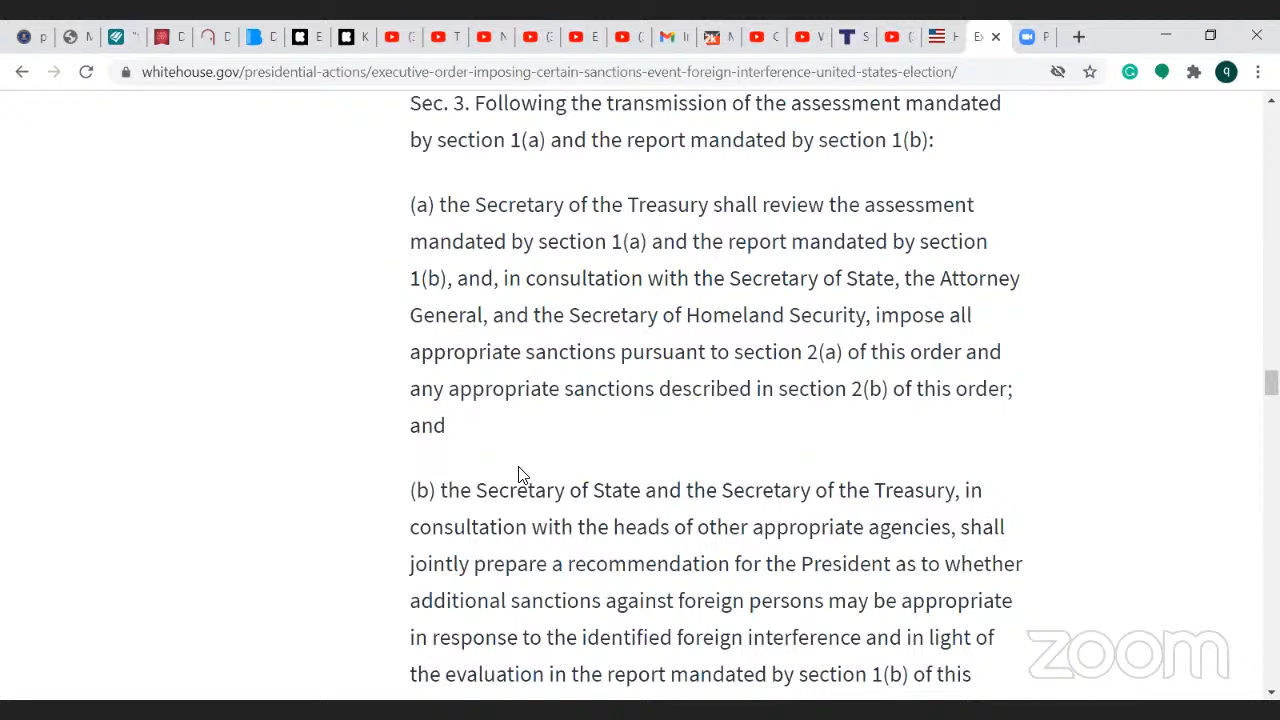 p
M
"
D
D
D
E
K
(
T
N
(
E
(
Ir
N
C
V
S
(
H
E
P
whitehouse.gov/presidential-actions/executive-order-imposing-certain-sanctions-event-foreign-interference-united-states-election/
q
Sec. 3. Following the transmission of the assessment mandated
by section 1(a) and the report mandated by section 1(b):
(a) the Secretary of the Treasury shall review the assessment
mandated by section 1(a) and the report mandated by section
1(b), and, in consultation with the Secretary of State, the Attorney
General, and the Secretary of Homeland Security, impose all
appropriate sanctions pursuant to section 2(a) of this order and
any appropriate sanctions described in section 2(b) of this order;
and
(b) the Secretary of State and the Secretary of the Treasury, in
consultation with the heads of other appropriate agencies, shall
jointly prepare a recommendation for the President as to whether
additional sanctions against foreign persons may be appropriate
in response to the identified foreign interference and in light of
the evaluation in the report mandated by section 1(b) of this
zoom